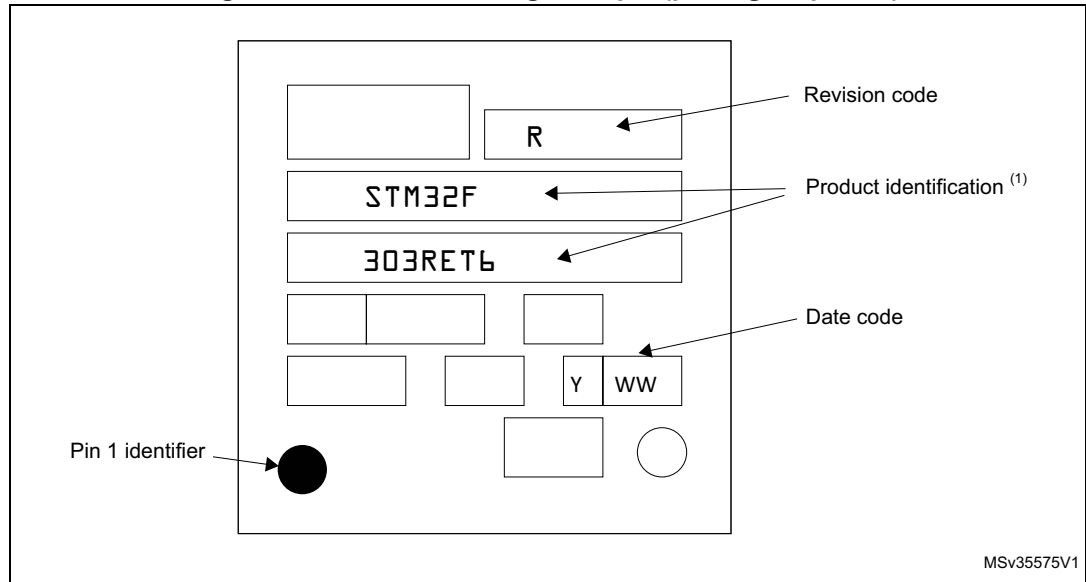 Revision code
R
Product identification (1)
STM32F
303RET6
Date code
Y WW
Pin 1 identifier
MSv35575V1